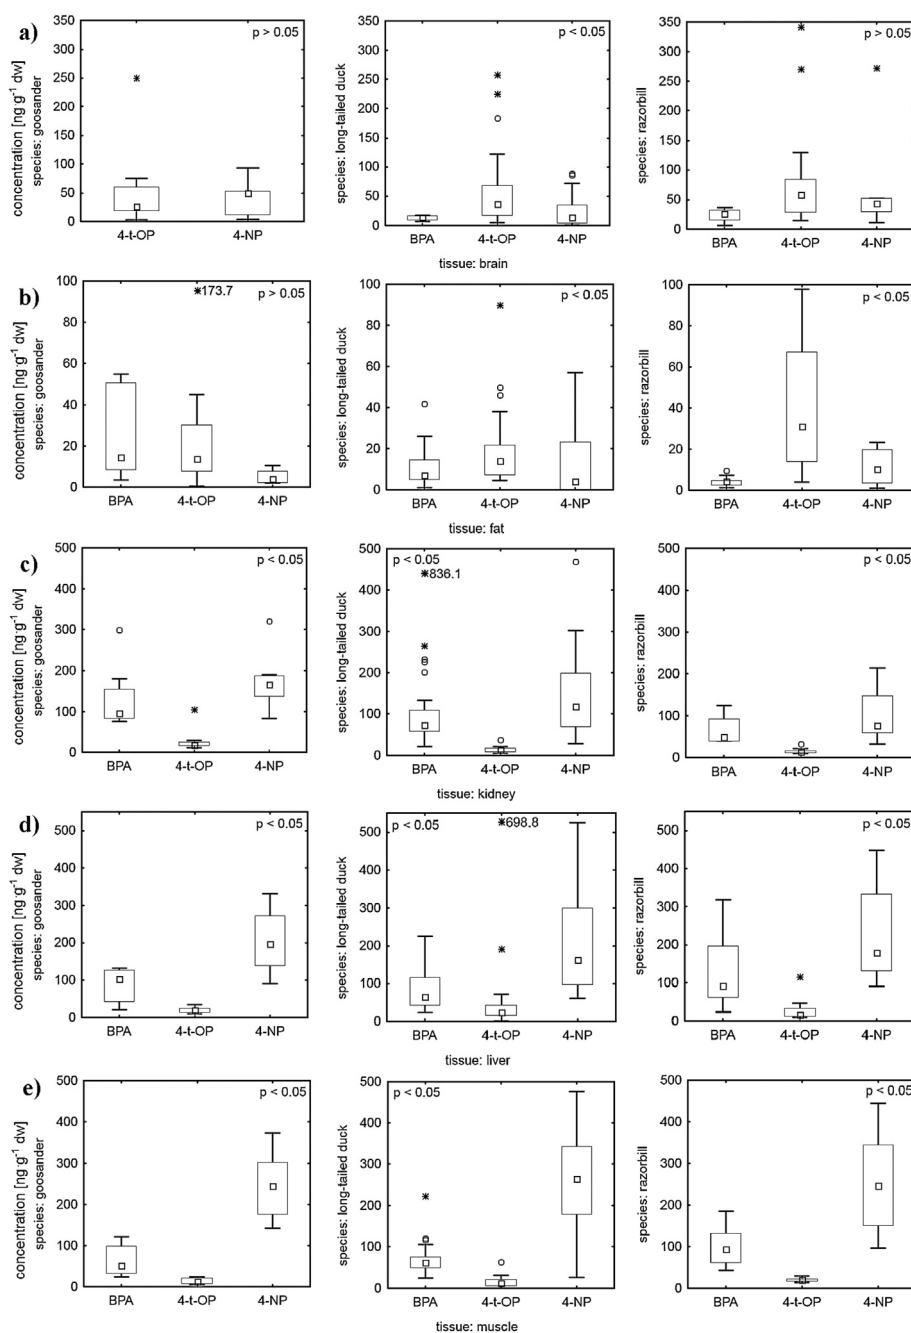 a)
concentration [ng·g⁻¹ dw]
species: goosander
350
300
250
200
150
100
50
0
p > 0.05
4-t-OP 4-NP
species: long-tailed duck
350
300
250
200
150
100
50
0
p < 0.05
BPA 4-t-OP 4-NP
species: razorbill
350
300
250
200
150
100
50
0
p > 0.05
BPA 4-t-OP 4-NP
tissue: brain
b)
concentration [ng·g⁻¹ dw]
species: goosander
100
80
60
40
20
0
173.7
p > 0.05
BPA 4-t-OP 4-NP
species: long-tailed duck
100
80
60
40
20
0
p < 0.05
BPA 4-t-OP 4-NP
species: razorbill
100
80
60
40
20
0
p < 0.05
BPA 4-t-OP 4-NP
tissue: fat
c)
concentration [ng·g⁻¹ dw]
species: goosander
500
400
300
200
100
0
p < 0.05
BPA 4-t-OP 4-NP
species: long-tailed duck
500
400
300
200
100
0
p < 0.05
836.1
BPA 4-t-OP 4-NP
species: razorbill
500
400
300
200
100
0
p < 0.05
BPA 4-t-OP 4-NP
tissue: kidney
d)
concentration [ng·g⁻¹ dw]
species: goosander
500
400
300
200
100
0
p < 0.05
BPA 4-t-OP 4-NP
species: long-tailed duck
500
400
300
200
100
0
p < 0.05
698.8
BPA 4-t-OP 4-NP
species: razorbill
500
400
300
200
100
0
p < 0.05
BPA 4-t-OP 4-NP
tissue: liver
e)
concentration [ng·g⁻¹ dw]
species: goosander
500
400
300
200
100
0
p < 0.05
BPA 4-t-OP 4-NP
species: long-tailed duck
500
400
300
200
100
0
p < 0.05
BPA 4-t-OP 4-NP
species: razorbill
500
400
300
200
100
0
p < 0.05
BPA 4-t-OP 4-NP
tissue: muscle